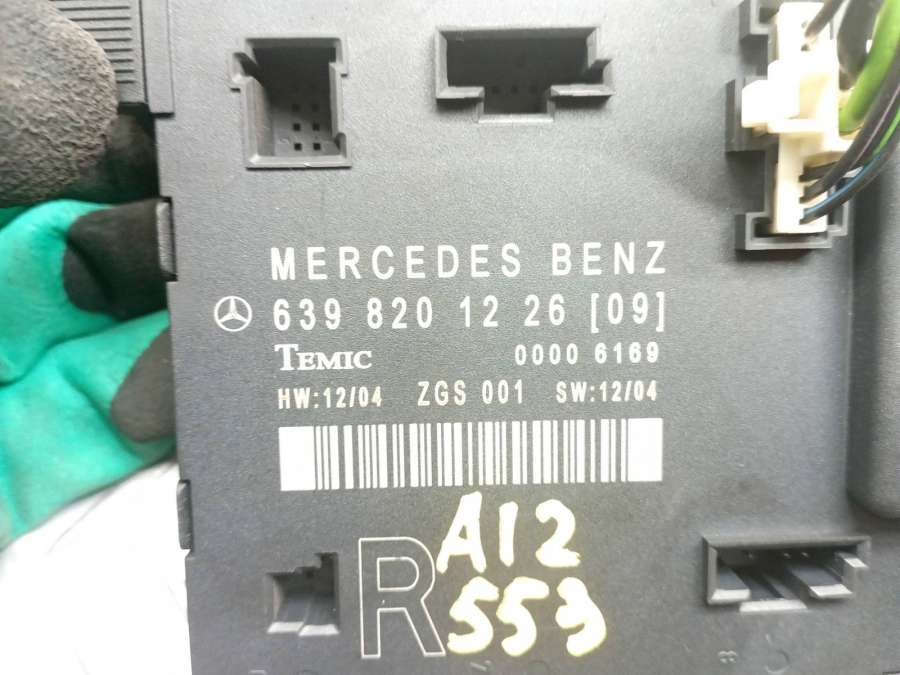 MERCEDES BENZ
639 820 12 26 [09]
TEMIC 0000 6169
HW:12/04 ZGS 001 SW:12/04
R
A12
553
8